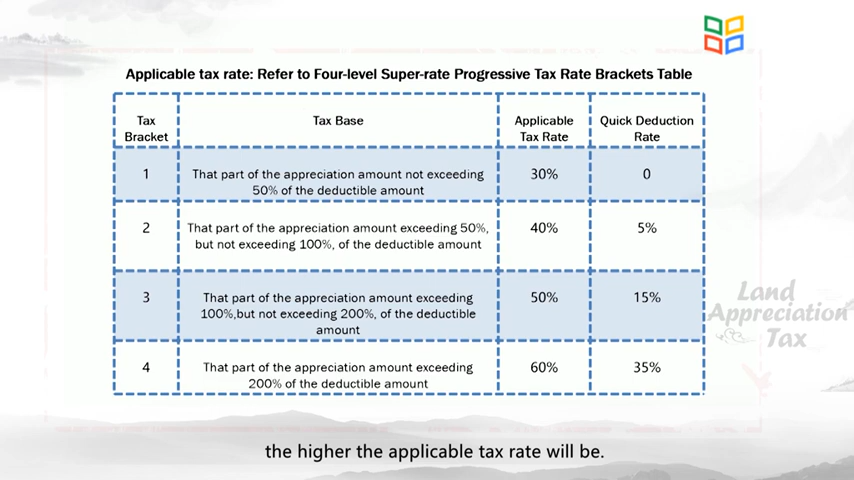 Applicable tax rate: Refer to Four-level Super-rate Progressive Tax Rate Brackets Table
Tax
Bracket
Tax Base
Applicable
Tax Rate
Quick Deduction
Rate
1
That part of the appreciation amount not exceeding
50% of the deductible amount
30%
0
2
That part of the appreciation amount exceeding 50%,
but not exceeding 100%, of the deductible amount
40%
5%
3
That part of the appreciation amount exceeding
100%,but not exceeding 200%, of the deductible
amount
50%
15%
4
That part of the appreciation amount exceeding
200% of the deductible amount
60%
35%
Land
Appreciation
Tax
the higher the applicable tax rate will be.